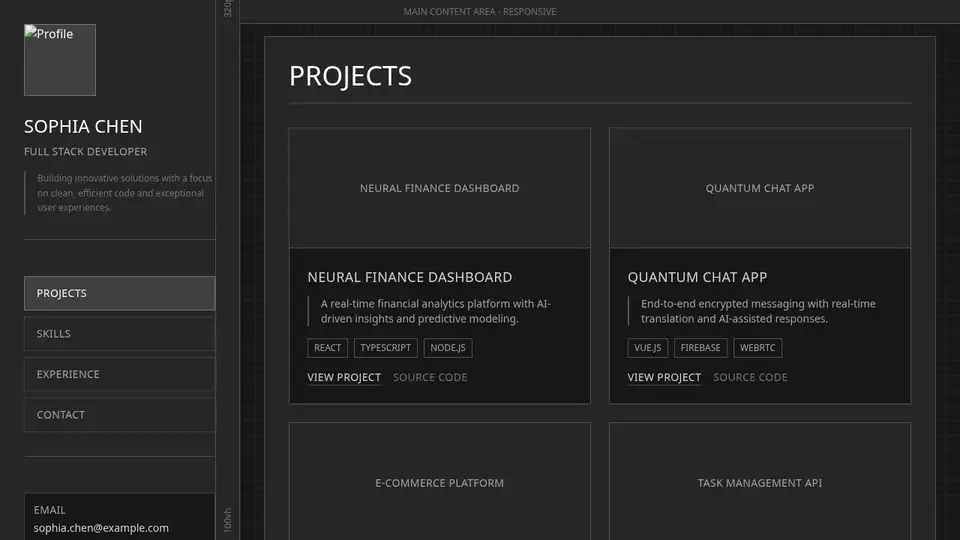 Profile
SOPHIA CHEN
FULL STACK DEVELOPER
Building innovative solutions with a focus
on clean, efficient code and exceptional
user experiences.
PROJECTS
SKILLS
EXPERIENCE
CONTACT
EMAIL
sophia.chen@example.com
320p
100vh
MAIN CONTENT AREA - RESPONSIVE
PROJECTS
NEURAL FINANCE DASHBOARD
NEURAL FINANCE DASHBOARD
A real-time financial analytics platform with AI-
driven insights and predictive modeling.
REACT TYPESCRIPT NODE.JS
VIEW PROJECT SOURCE CODE
QUANTUM CHAT APP
QUANTUM CHAT APP
End-to-end encrypted messaging with real-time
translation and AI-assisted responses.
VUE.JS FIREBASE WEBRTC
VIEW PROJECT SOURCE CODE
E-COMMERCE PLATFORM
TASK MANAGEMENT API